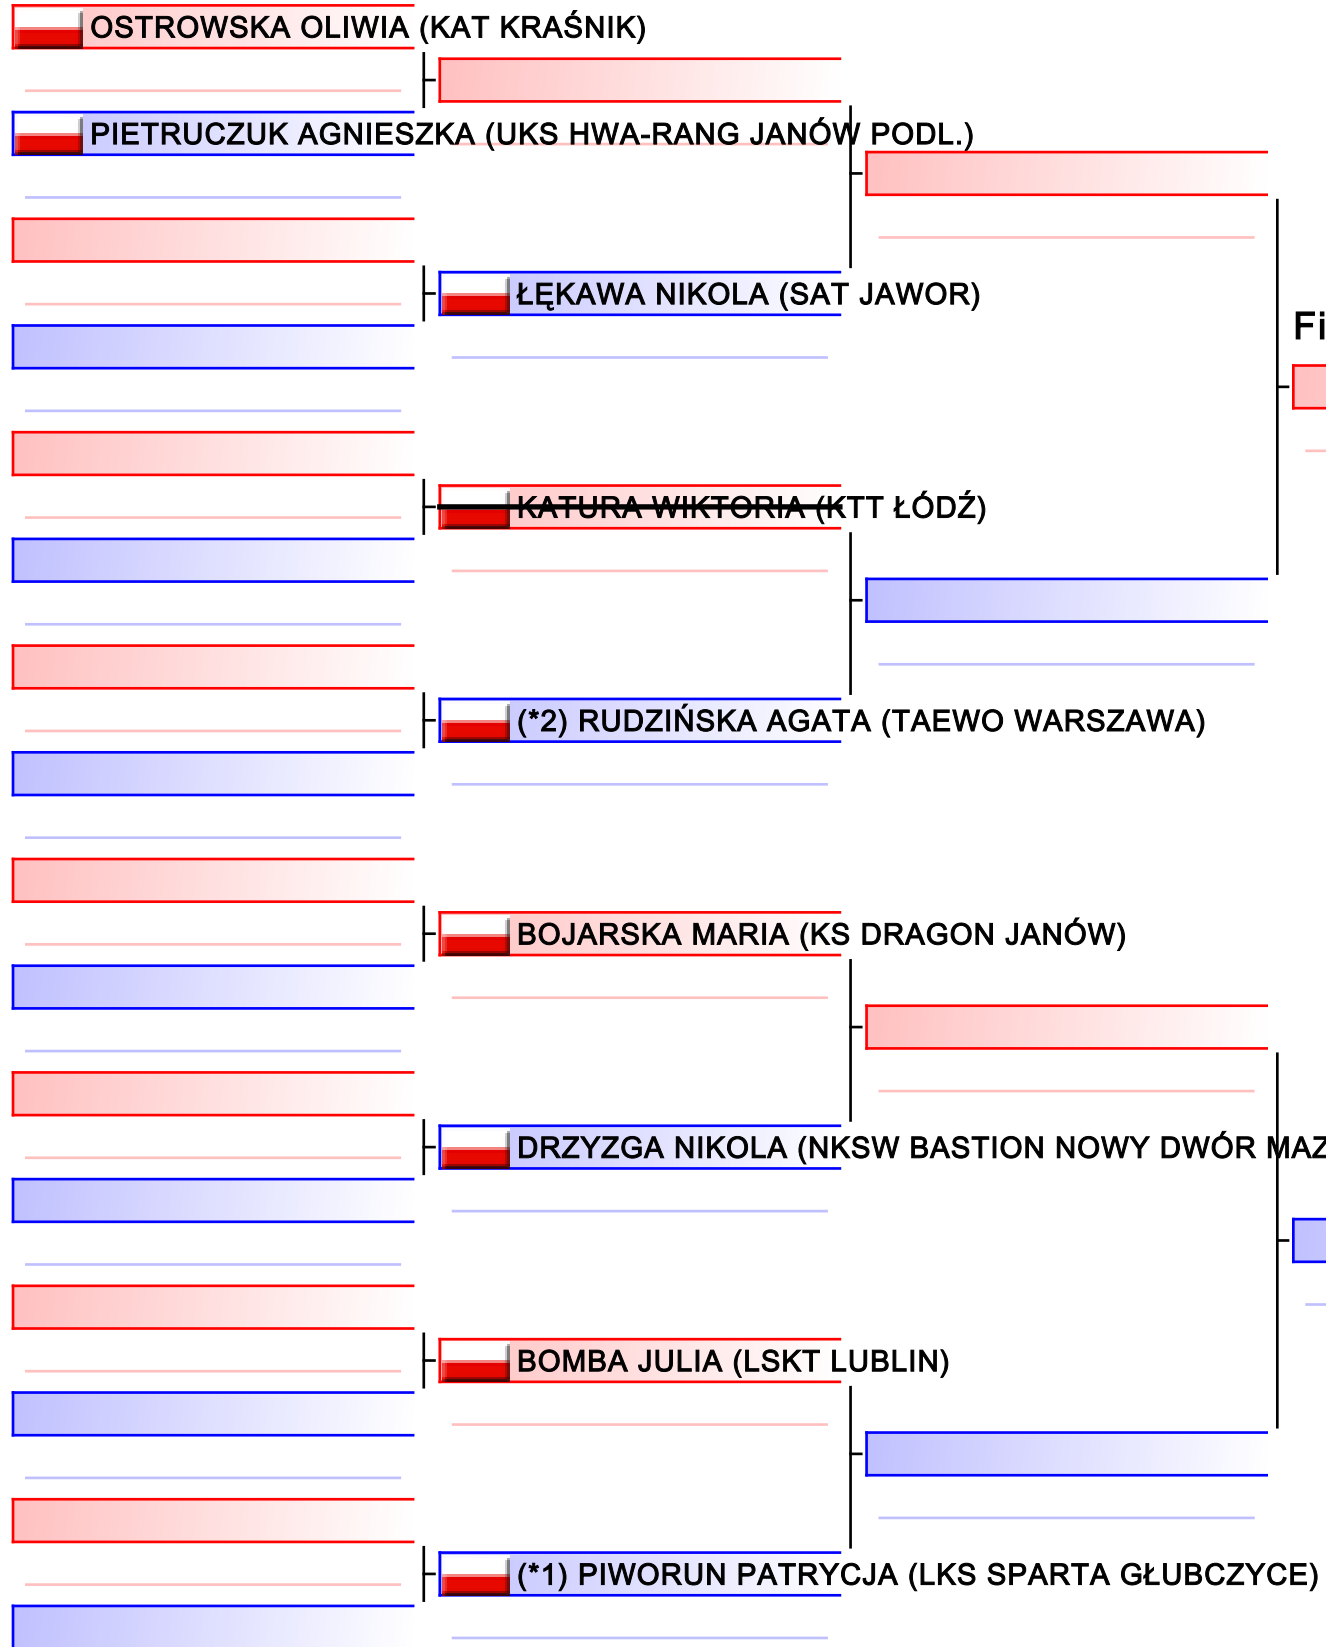 OSTROWSKA OLIWIA (KAT KRAŚNIK)
PIETRUCZUK AGNIESZKA (UKS HWA-RANG JANÓW PODL.)
ŁĘKAWA NIKOLA (SAT JAWOR)
Fi
KATURA WIKTORIA (KTT ŁÓDŹ)
(*2) RUDZIŃSKA AGATA (TAEWO WARSZAWA)
BOJARSKA MARIA (KS DRAGON JANÓW)
DRZYZGA NIKOLA (NKSW BASTION NOWY DWÓR MAZ
BOMBA JULIA (LSKT LUBLIN)
(*1) PIWORUN PATRYCJA (LKS SPARTA GŁUBCZYCE)